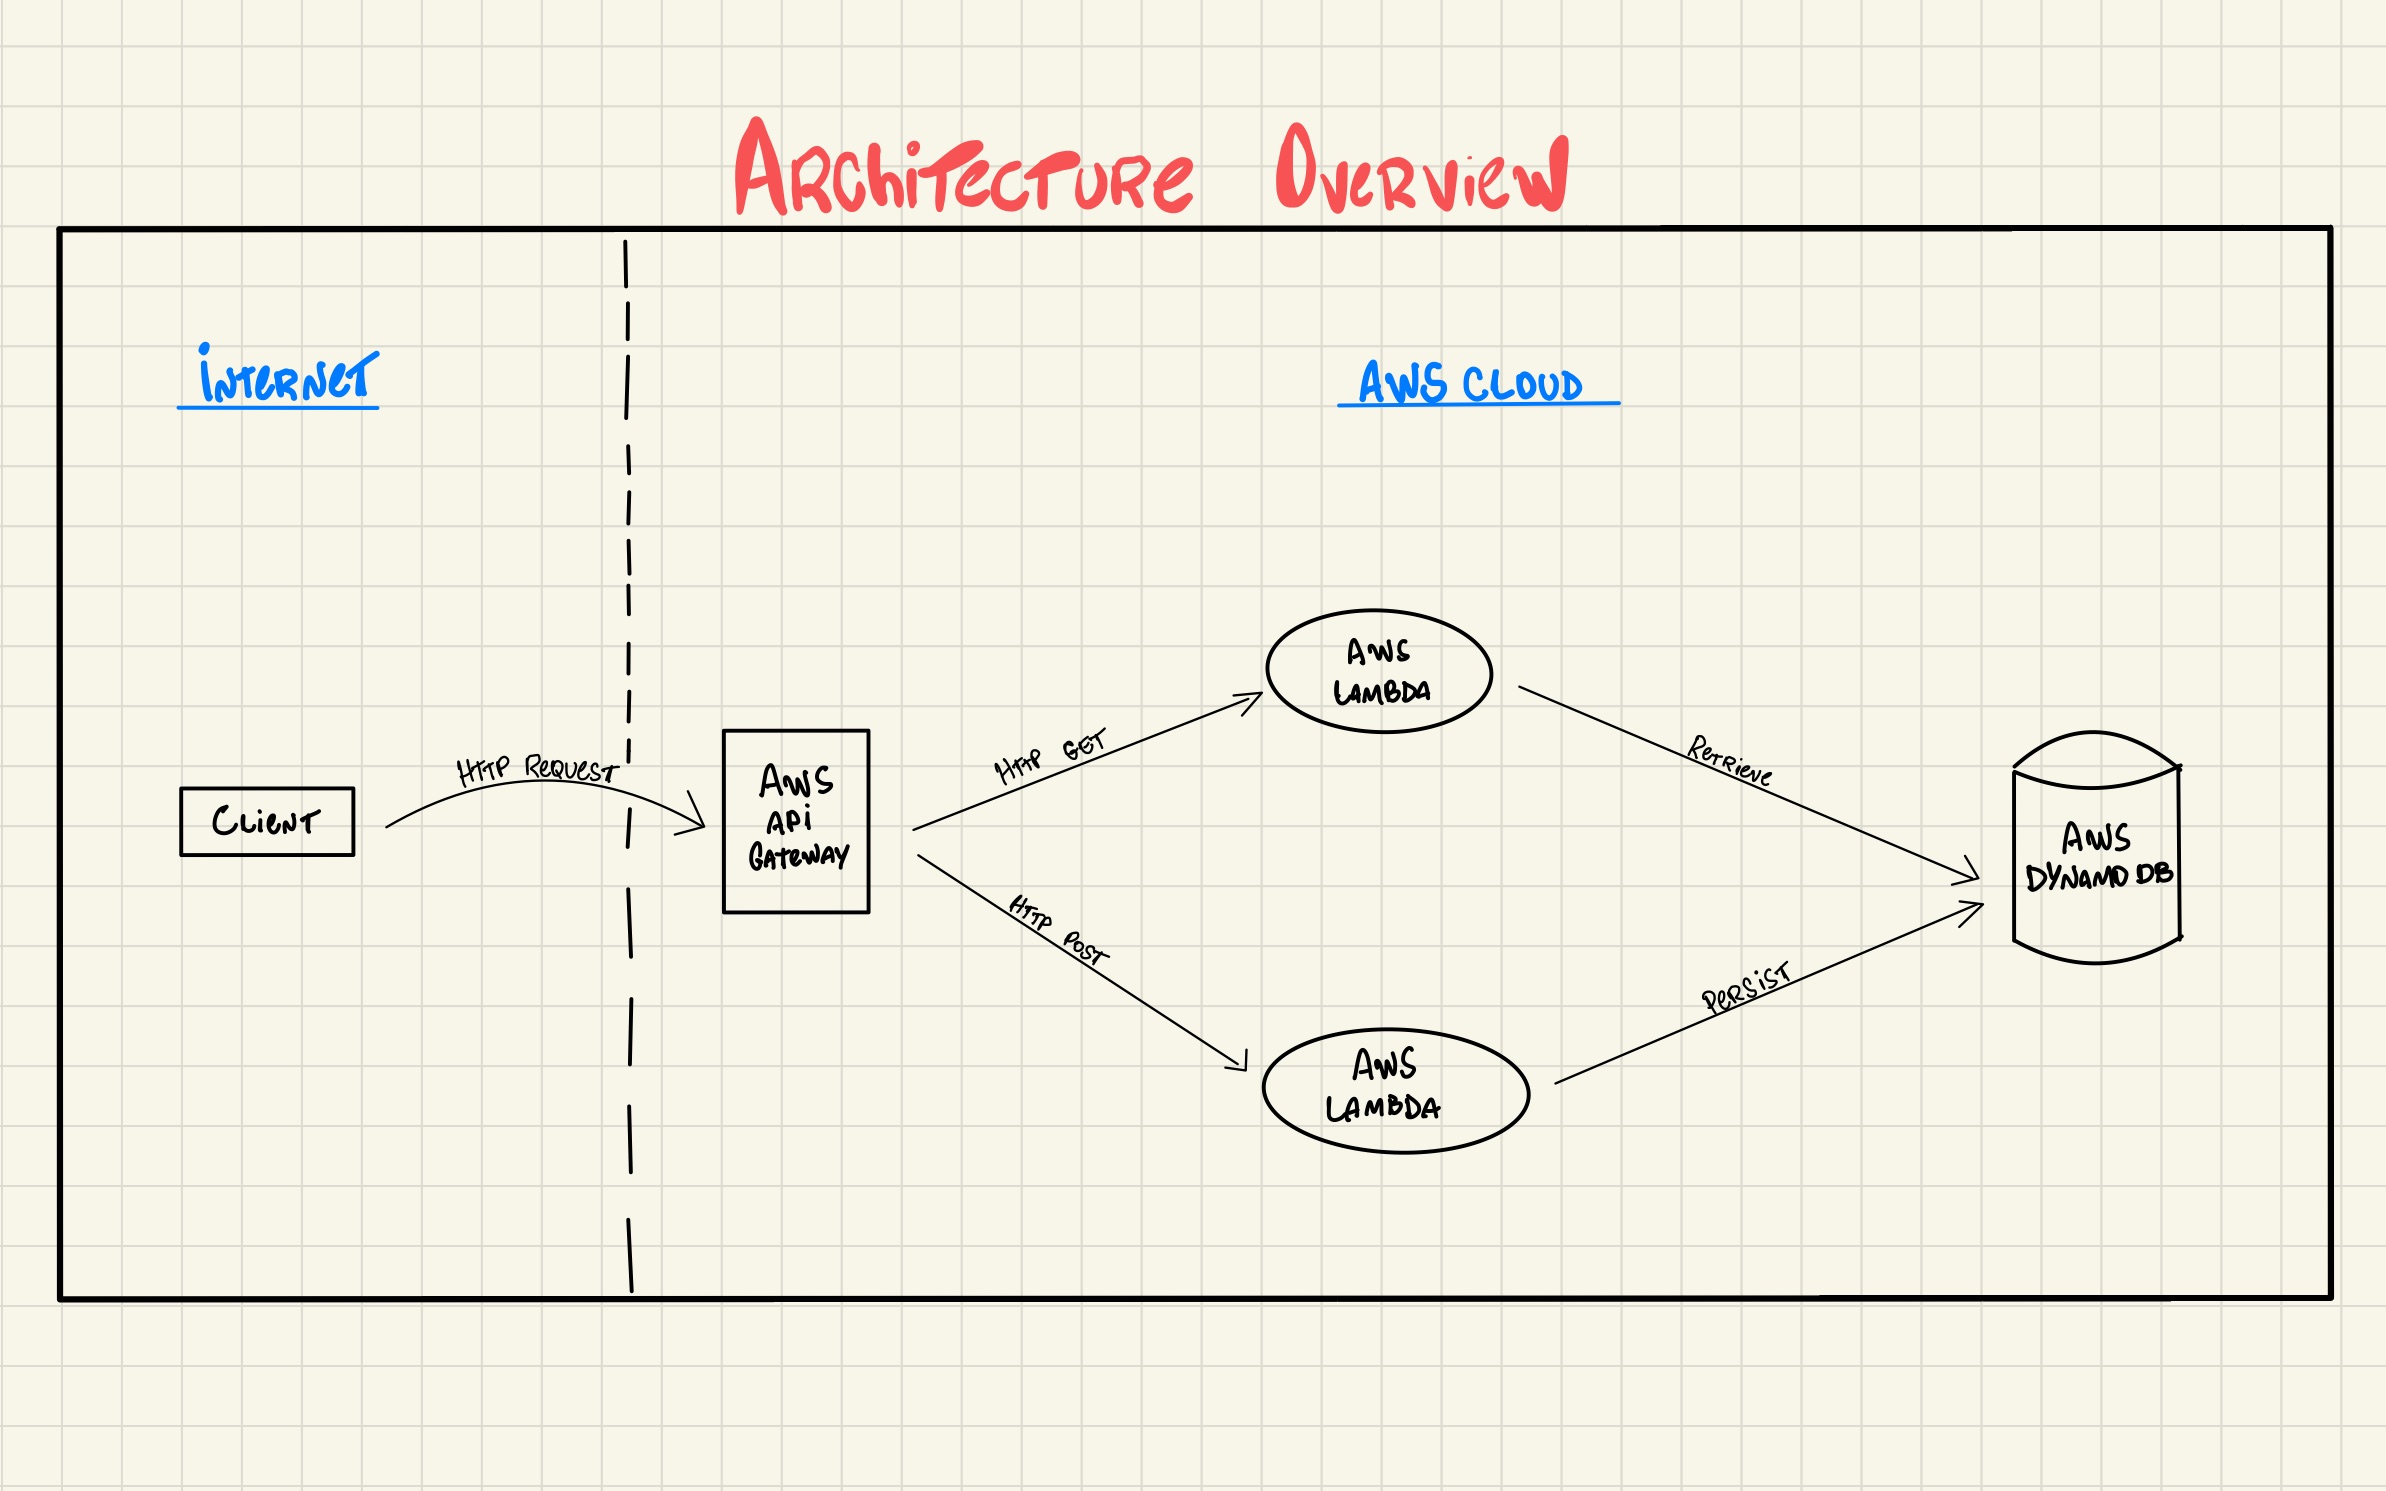 Architecture Overview
Internet
AWS CLOUD
Client
HTTP Request
AWS
API
Gateway
HTTP GET
HTTP POST
AWS
LAMBDA
AWS
LAMBDA
Retrieve
Persist
AWS
DYNAMO DB